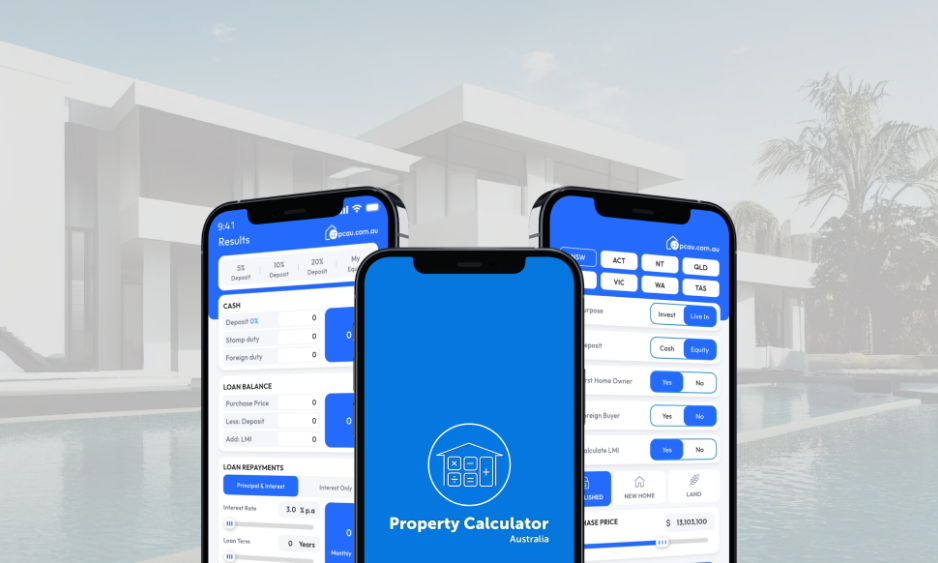 9:41
Results
pcau.com.au
5% Deposit
10% Deposit
20% Deposit
My
CASH
Deposit 0% 0
Stamp duty 0
Foreign duty 0
0
LOAN BALANCE
Purchase Price 0
Less: Deposit 0
Add: LMI 0
0
LOAN REPAYMENTS
Principal & Interest
Interest Only
Interest Rate 3.0 % p.a
Loan Term 0 Years
0
Monthly
Property Calculator
Australia
pcau.com.au
NSW ACT NT QLD
VIC WA TAS
urpose Invest Live In
eposit Cash Equity
rst Home Owner Yes No
reign Buyer Yes No
alculate LMI Yes No
LISHED
NEW HOME
LAND
HASE PRICE $ 13,103,100